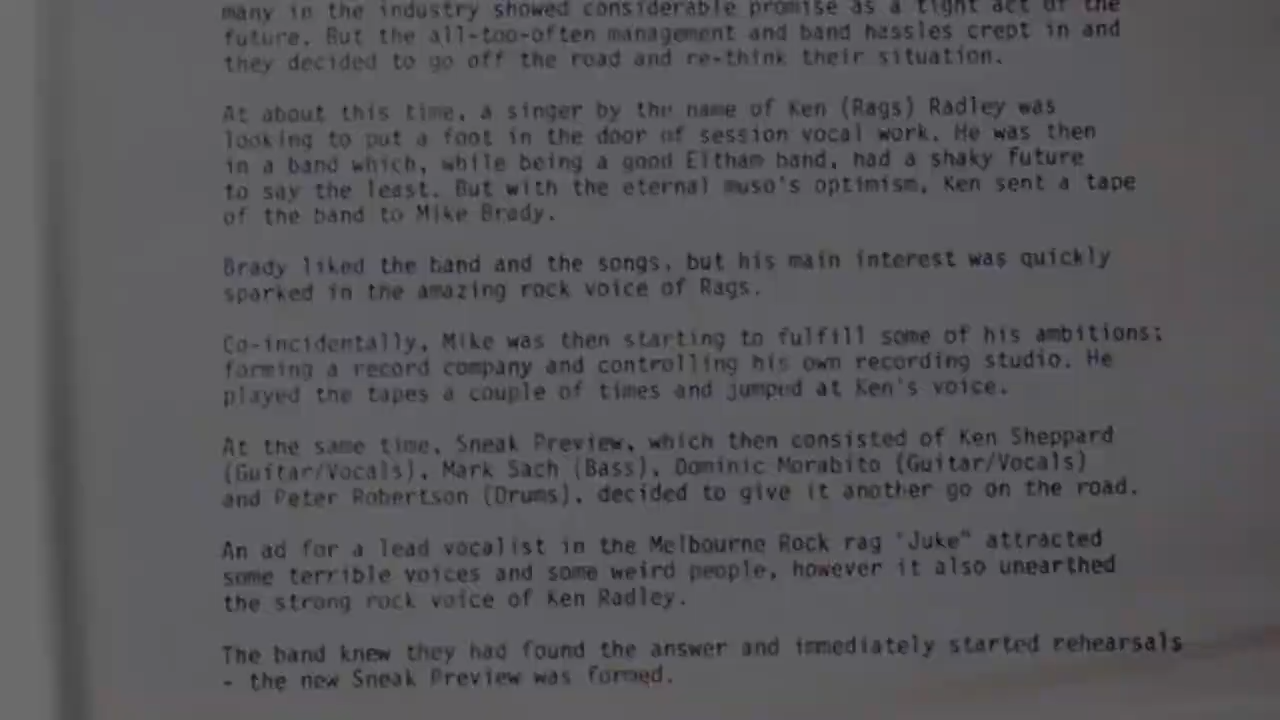 many in the industry showed considerable promise as a tight act of the
future. But the all-too-often management and band hassles crept in and
they decided to go off the road and re-think their situation.
At about this time, a singer by the name of Ken (Rags) Radley was
looking to put a foot in the door of session vocal work. He was then
in a band which, while being a good Eltham band, had a shaky future
to say the least. But with the eternal muso's optimism, Ken sent a tape
of the band to Mike Brady.
Brady liked the band and the songs, but his main interest was quickly
sparked in the amazing rock voice of Rags.
Co-incidentally, Mike was then starting to fulfill some of his ambitions;
forming a record company and controlling his own recording studio. He
played the tapes a couple of times and jumped at Ken's voice.
At the same time, Sneak Preview, which then consisted of Ken Sheppard
(Guitar/Vocals), Mark Sach (Bass), Dominic Morabito (Guitar/Vocals)
and Peter Robertson (Drums), decided to give it another go on the road.
An ad for a lead vocalist in the Melbourne Rock rag 'Juke" attracted
some terrible voices and some weird people, however it also unearthed
the strong rock voice of Ken Radley.
The band knew they had found the answer and immediately started rehearsals
- the new Sneak Preview was formed.